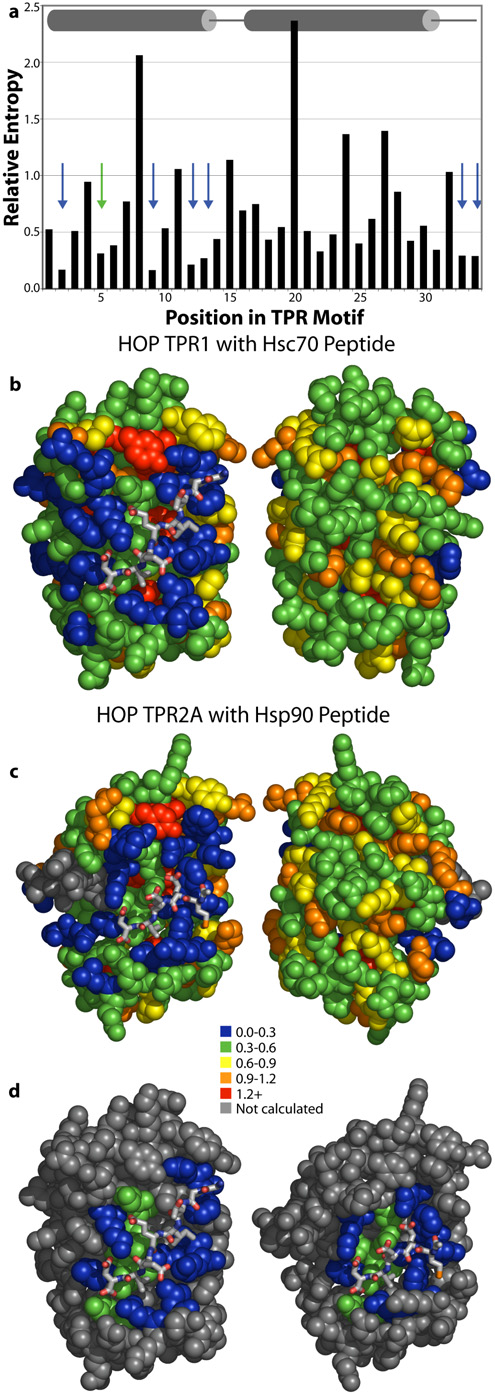 a
2.5
2.0
1.5
1.0
0.5
0.0
Relative Entropy
5 10 15 20 25 30
Position in TPR Motif
HOP TPR1 with Hsc70 Peptide
b
HOP TPR2A with Hsp90 Peptide
c
0.0-0.3
0.3-0.6
0.6-0.9
0.9-1.2
1.2+
Not calculated
d